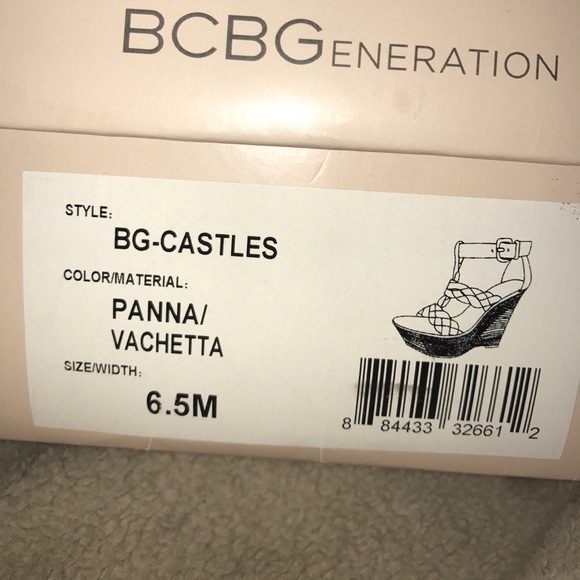 BCBGENERATION
STYLE:
BG-CASTLES
COLOR/MATERIAL:
PANNA/
VACHETTA
SIZE/WIDTH:
6.5M
8 84433 32661 2